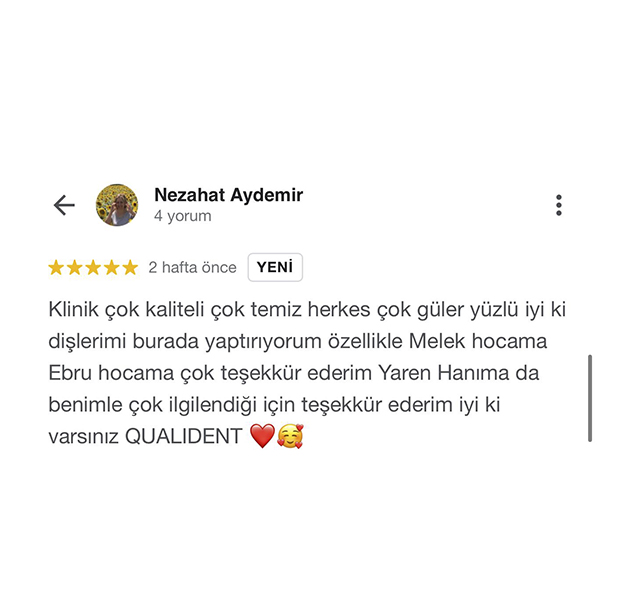 Nezahat Aydemir
4 yorum
2 hafta önce YENİ
Klinik çok kaliteli çok temiz herkes çok güler yüzlü iyi ki
dişlerimi burada yaptırıyorum özellikle Melek hocama
Ebru hocama çok teşekkür ederim Yaren Hanıma da
benimle çok ilgilendiği için teşekkür ederim iyi ki
varsınız QUALIDENT ❤️🥰